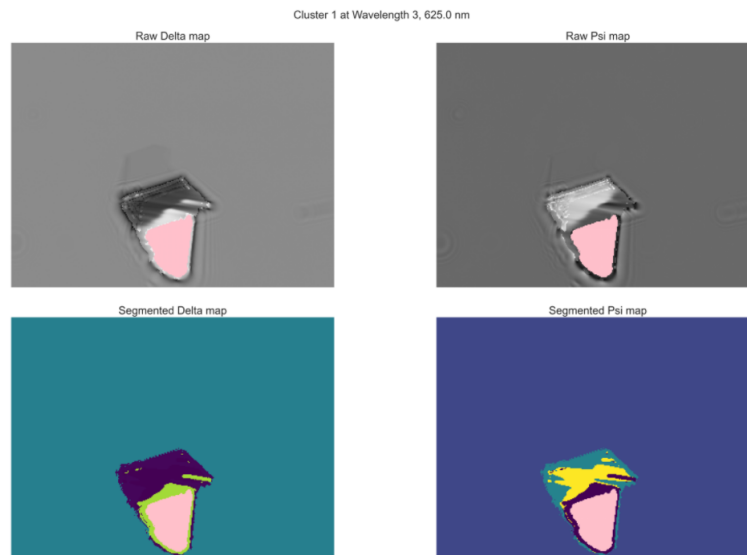 Cluster 1 at Wavelength 3, 625.0 nm
Raw Delta map
Raw Psi map
Segmented Delta map
Segmented Psi map